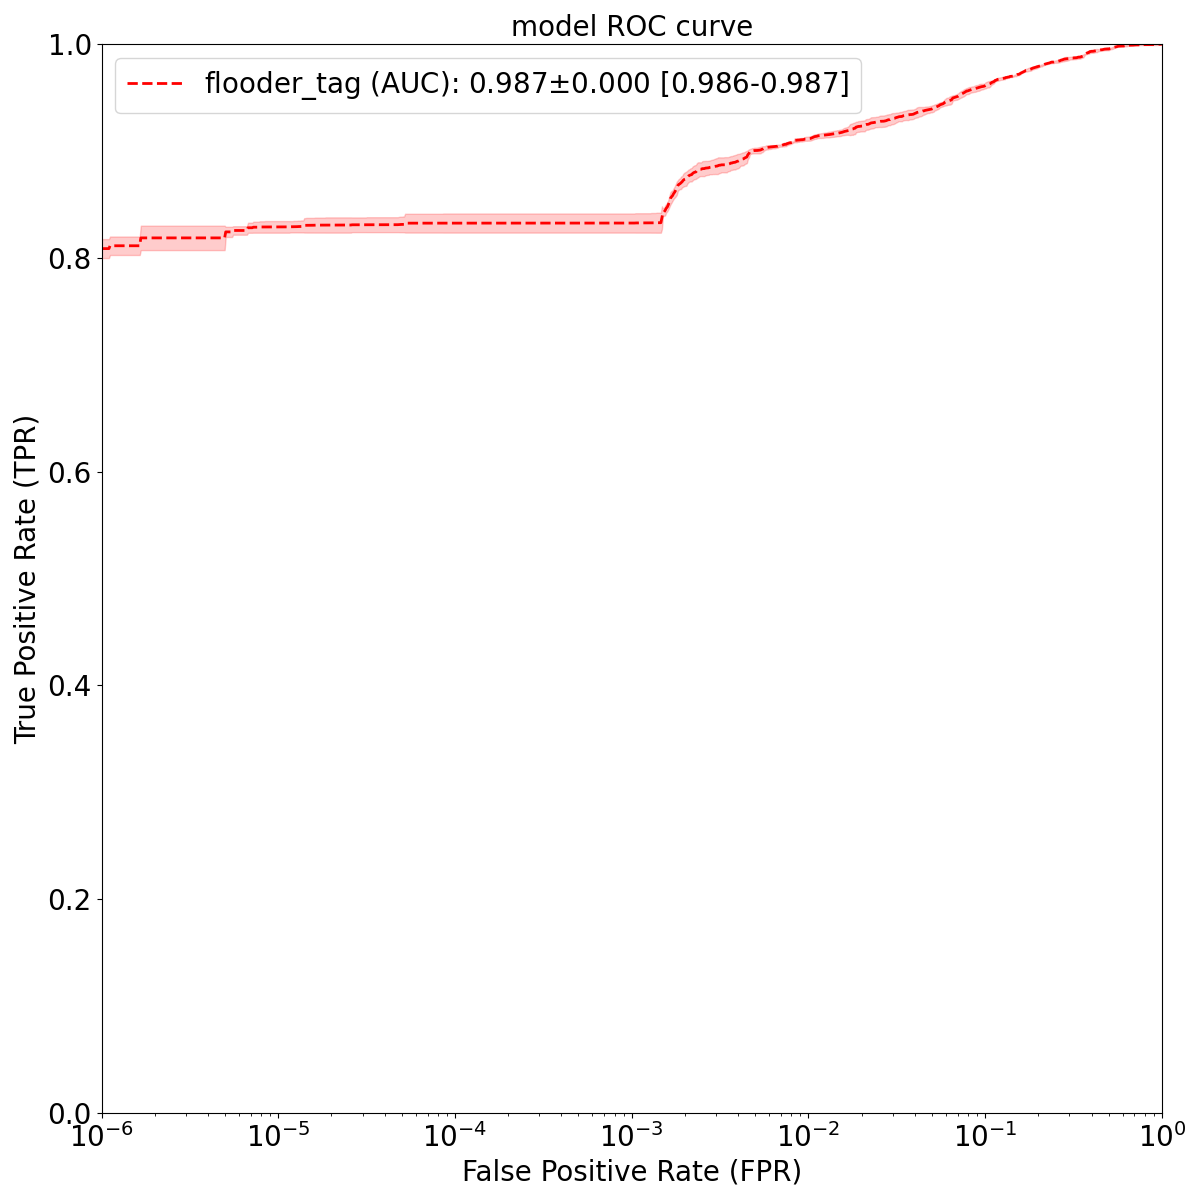 model ROC curve
flooder_tag (AUC): 0.987±0.000 [0.986-0.987]
True Positive Rate (TPR)
1.0
0.8
0.6
0.4
0.2
0.0
10⁻⁶ 10⁻⁵ 10⁻⁴ 10⁻³ 10⁻² 10⁻¹ 10⁰
False Positive Rate (FPR)